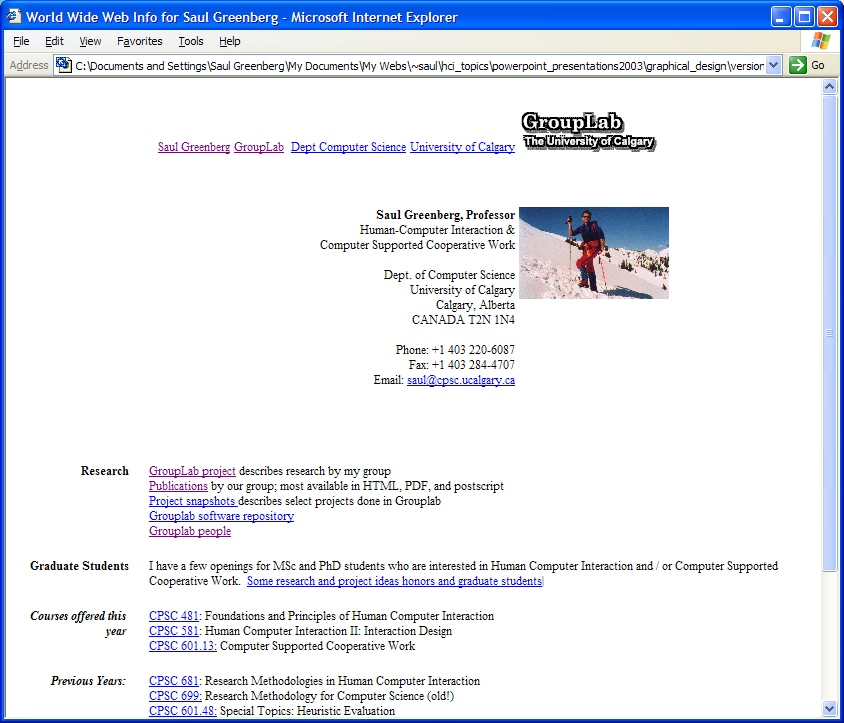 World Wide Web Info for Saul Greenberg - Microsoft Internet Explorer
File Edit View Favorites Tools Help
Address C:\Documents and Settings\Saul Greenberg\My Documents\My Webs\~saul\hci_topics\powerpoint_presentations2003\graphical_design\version Go
GroupLab
The University of Calgary
Saul Greenberg GroupLab Dept Computer Science University of Calgary
Saul Greenberg, Professor
Human-Computer Interaction &
Computer Supported Cooperative Work
Dept. of Computer Science
University of Calgary
Calgary, Alberta
CANADA T2N 1N4
Phone: +1 403 220-6087
Fax: +1 403 284-4707
Email: saul@cpsc.ucalgary.ca
Research GroupLab project describes research by my group
Publications by our group; most available in HTML, PDF, and postscript
Project snapshots describes select projects done in Grouplab
Grouplab software repository
Grouplab people
Graduate Students I have a few openings for MSc and PhD students who are interested in Human Computer Interaction and / or Computer Supported
Cooperative Work. Some research and project ideas honors and graduate students
Courses offered this CPSC 481: Foundations and Principles of Human Computer Interaction
year CPSC 581: Human Computer Interaction II: Interaction Design
CPSC 601.13: Computer Supported Cooperative Work
Previous Years: CPSC 681: Research Methodologies in Human Computer Interaction
CPSC 699: Research Methodology for Computer Science (old!)
CPSC 601.48: Special Topics: Heuristic Evaluation